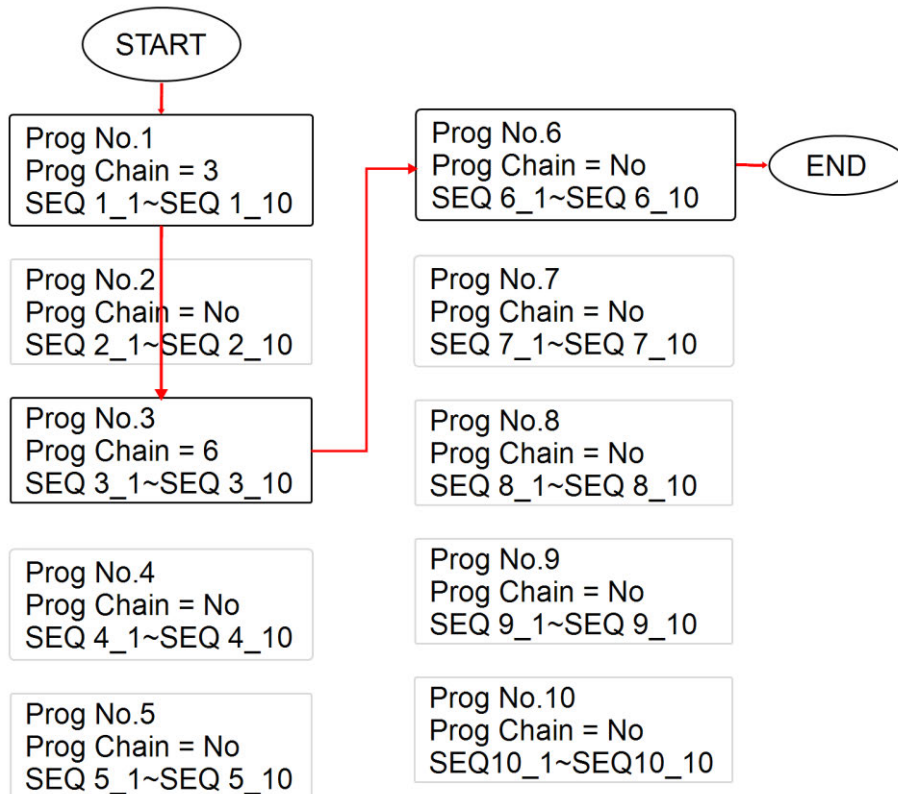 START
Prog No.1
Prog Chain = 3
SEQ 1_1~SEQ 1_10
Prog No.2
Prog Chain = No
SEQ 2_1~SEQ 2_10
Prog No.3
Prog Chain = 6
SEQ 3_1~SEQ 3_10
Prog No.4
Prog Chain = No
SEQ 4_1~SEQ 4_10
Prog No.5
Prog Chain = No
SEQ 5_1~SEQ 5_10
Prog No.6
Prog Chain = No
SEQ 6_1~SEQ 6_10
END
Prog No.7
Prog Chain = No
SEQ 7_1~SEQ 7_10
Prog No.8
Prog Chain = No
SEQ 8_1~SEQ 8_10
Prog No.9
Prog Chain = No
SEQ 9_1~SEQ 9_10
Prog No.10
Prog Chain = No
SEQ10_1~SEQ10_10